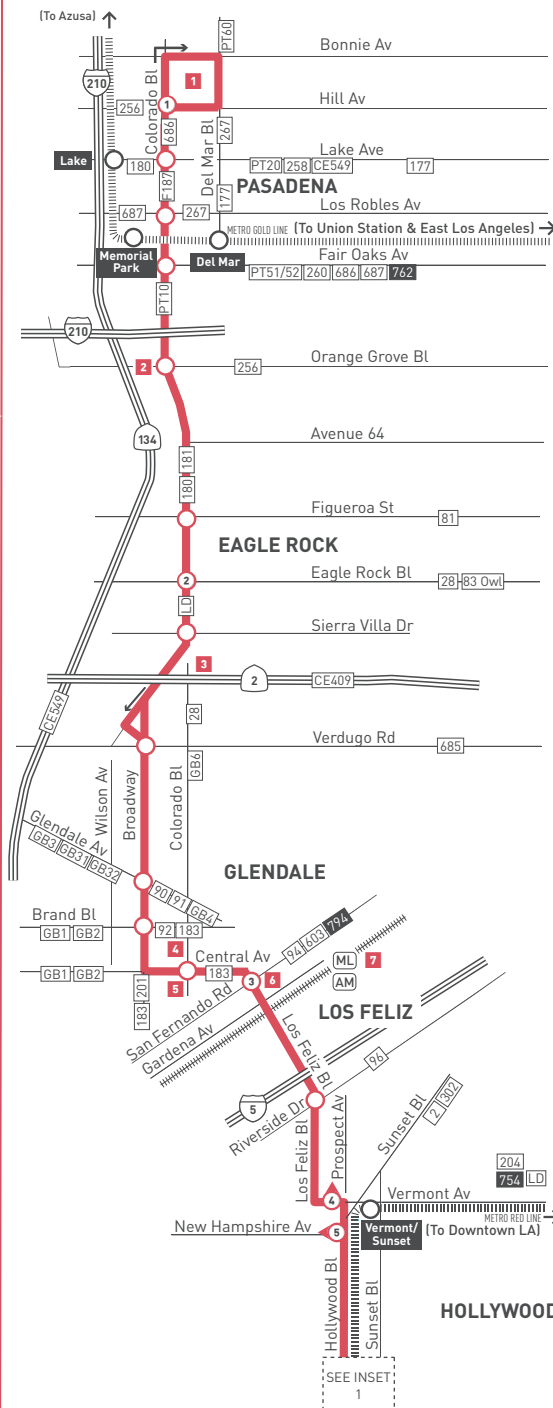 (To Azusa)
PT60
Bonnie Av
210
Colorado Bl
1
Hill Av
256
1
686
Del Mar Bl
267
Lake Ave
Lake
180
PT20 258 CE549 177
F187
177
PASADENA
Los Robles Av
687
267
METRO GOLD LINE (To Union Station & East Los Angeles)
Memorial
Park
Del Mar
Fair Oaks Av
PT51/52 260 686 687 762
PT10
210
Orange Grove Bl
2
256
Avenue 64
134
181
180
Figueroa St
81
EAGLE ROCK
2
Eagle Rock Bl
28 83 Owl
LD
Sierra Villa Dr
3
2
CE409
CE549
28
Verdugo Rd
685
GB6
Wilson Av
Broadway
Colorado Bl
Glendale Av
GB3 GB31 GB32
GLENDALE
90 91 GB4
Brand Bl
GB1 GB2
92 183
4
Central Av
94 603 794
GB1 GB2
183
ML
7
5
6
AM
3
201
183
San Fernando Rd
Gardena Av
LOS FELIZ
Los Feliz Bl
96
5
Riverside Dr
Los Feliz Bl
Prospect Av
Sunset Bl
2 302
204
754 LD
4
Vermont Av
METRO RED LINE
New Hampshire Av
5
Vermont/
Sunset
(To Downtown LA)
Hollywood Bl
Sunset Bl
HOLLYWOOD
SEE INSET
1